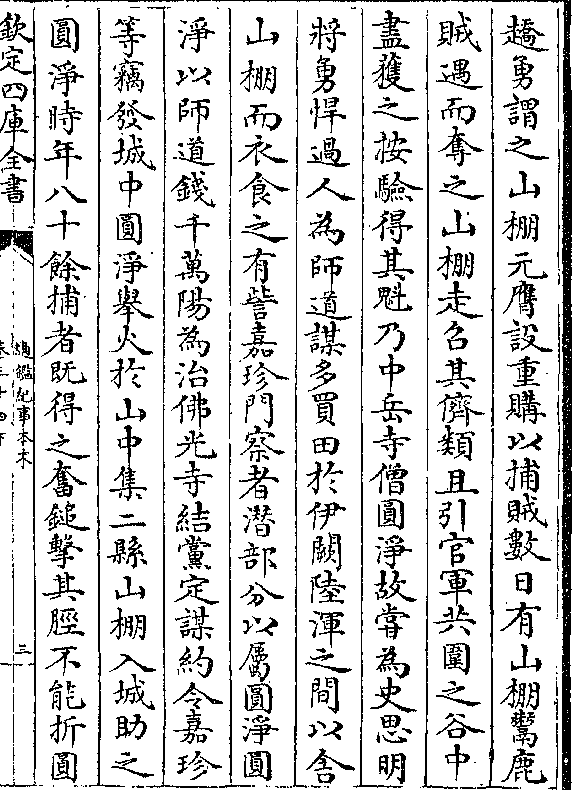 趫勇謂之山棚元膺設重購以捕賊數日有山棚鬻鹿
賊遇而奪之山棚走召其儕類且引官軍共圍之谷中
盡獲之按驗得其魁乃中岳寺僧圓淨故嘗為史思明
將勇悍過人為師道謀多買田於伊闕陸渾之間以舍
山棚而衣食之有訾嘉珍門察者潛部分以屬圓淨圓
淨以師道錢千萬陽為治佛光寺結黨定謀約令嘉珍
等竊發城中圓淨舉火於山中集二縣山棚入城助之
圓淨時年八十餘捕者既得之奮鎚擊其脛不能折圓
欽定四庫全書
通鑑紀事本末
三